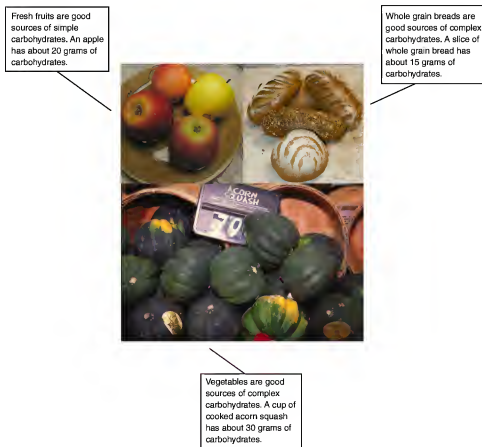 Fresh fruits are good
sources of simple
carbohydrates. An apple
has about 20 grams of
carbohydrates.
Whole grain breads are
good sources of complex
carbohydrates. A slice of
whole grain bread has
about 15 grams of
carbohydrates.
ACORN
SQUASH
Vegetables are good
sources of complex
carbohydrates. A cup of
cooked acorn squash
has about 30 grams of
carbohydrates.